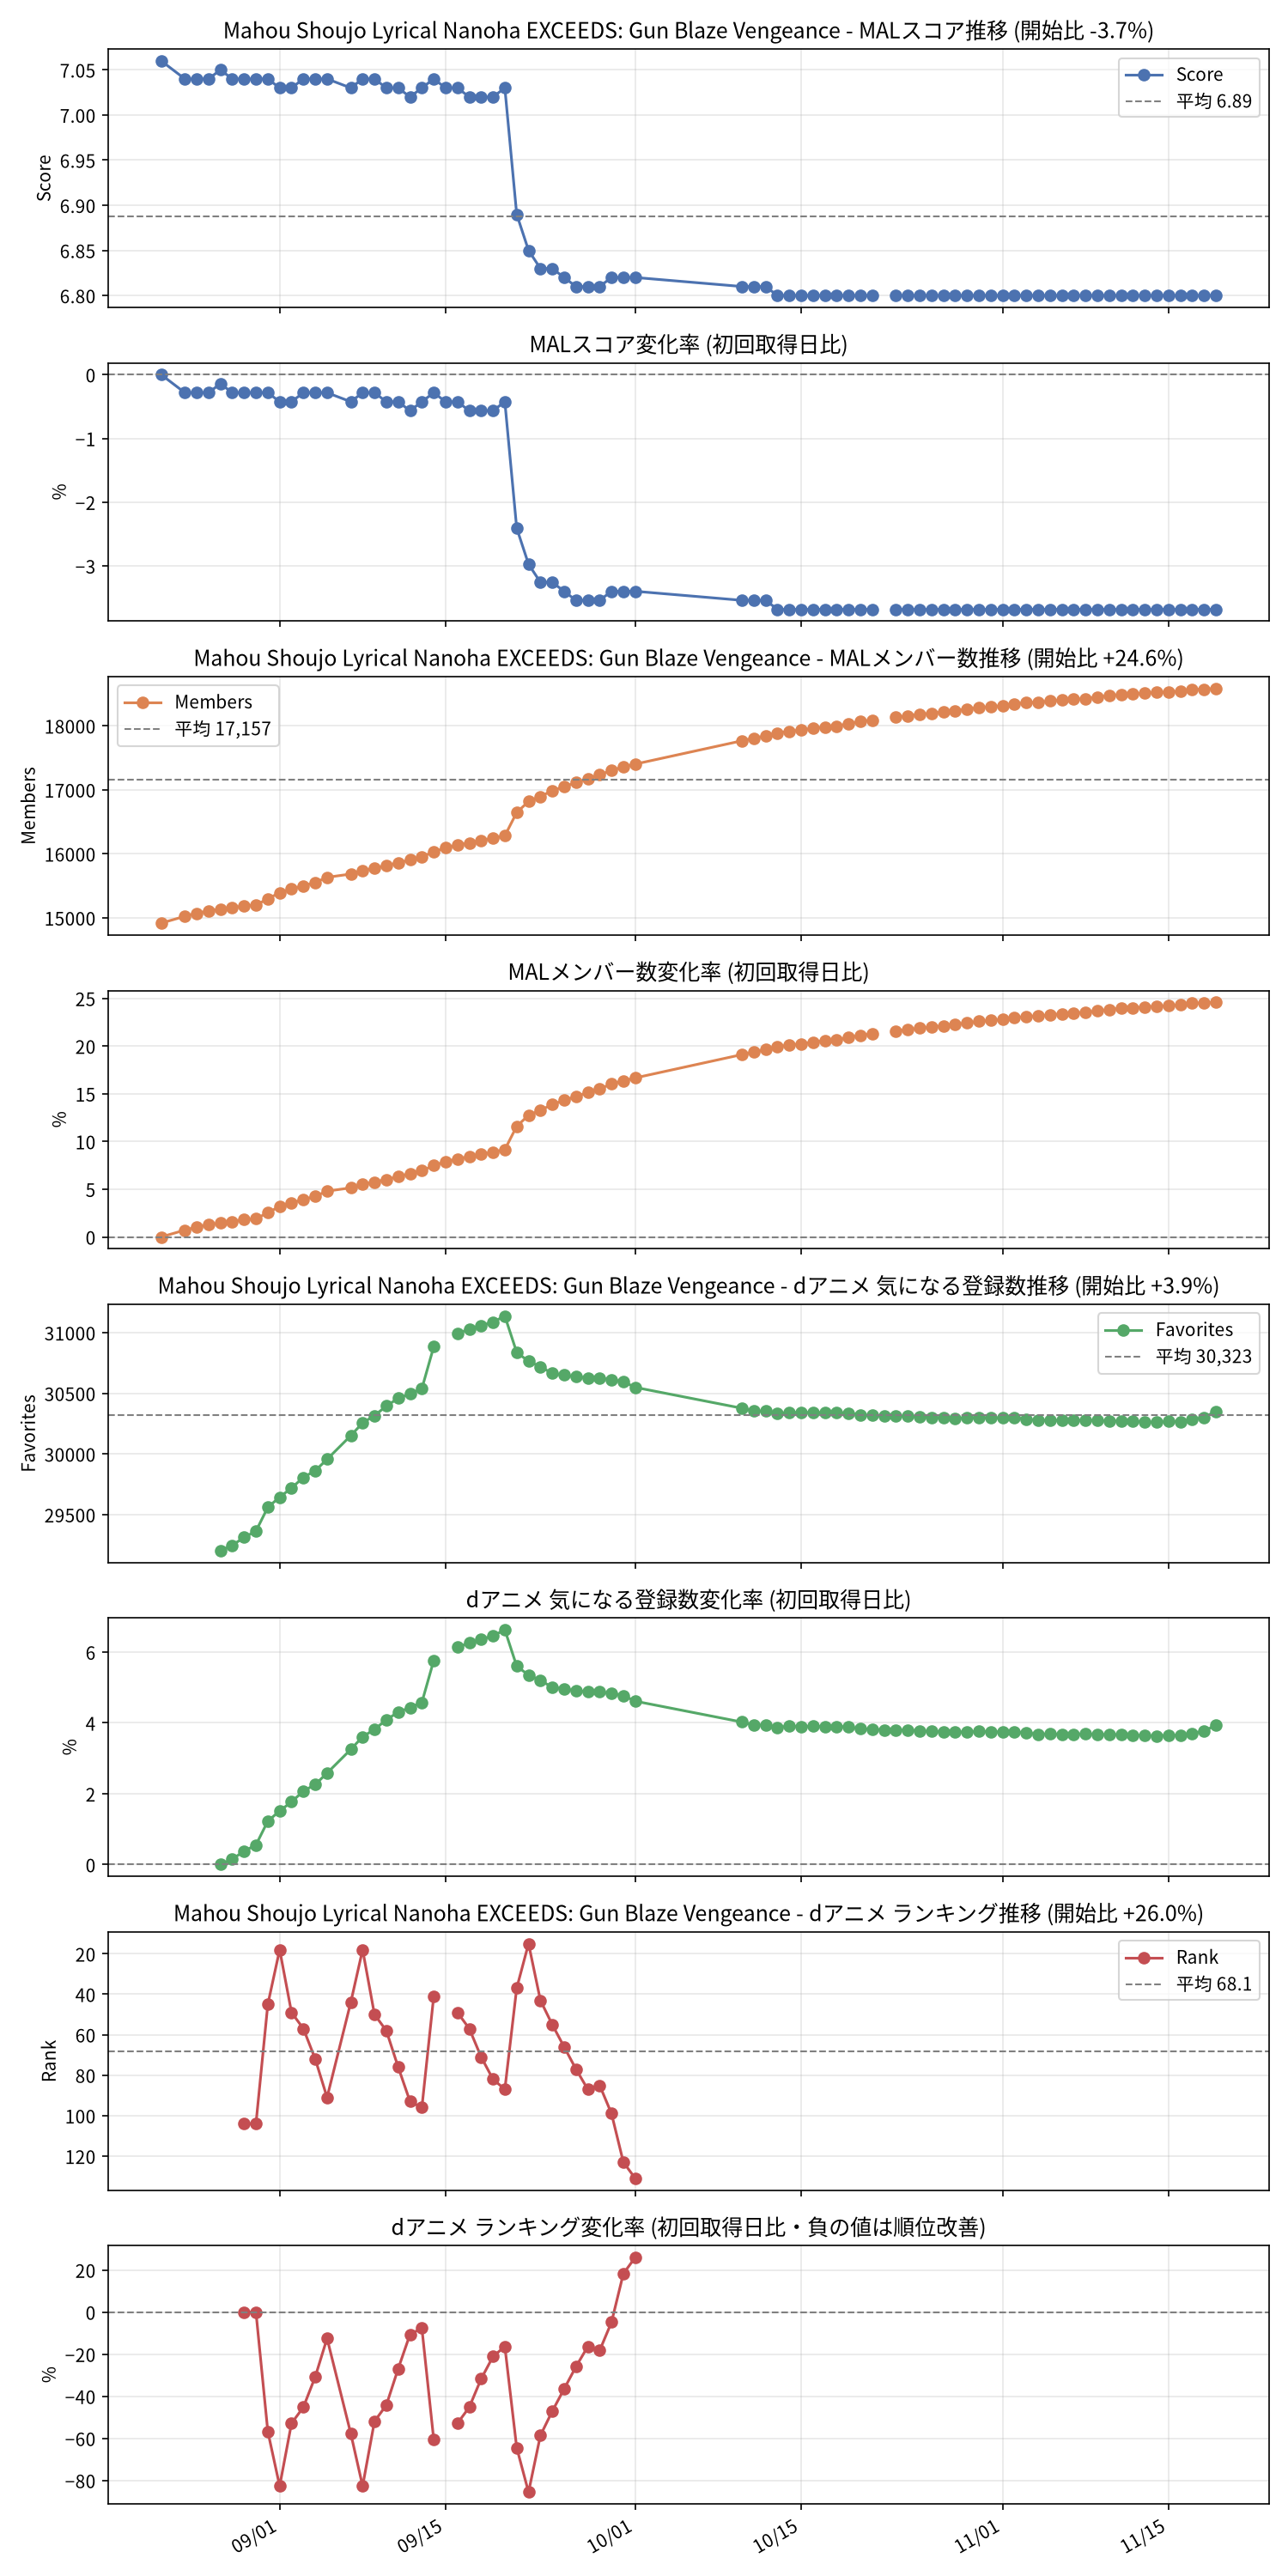 Mahou Shoujo Lyrical Nanoha EXCEEDS: Gun Blaze Vengeance - MALスコア推移 (開始比 -3.7%)
Score
7.05
7.00
6.95
6.90
6.85
6.80
Score
平均 6.89
MALスコア変化率 (初回取得日比)
%
0
−1
−2
−3
Mahou Shoujo Lyrical Nanoha EXCEEDS: Gun Blaze Vengeance - MALメンバー数推移 (開始比 +24.6%)
Members
18000
17000
16000
15000
Members
平均 17,157
MALメンバー数変化率 (初回取得日比)
%
25
20
15
10
5
0
Mahou Shoujo Lyrical Nanoha EXCEEDS: Gun Blaze Vengeance - dアニメ 気になる登録数推移 (開始比 +3.9%)
Favorites
31000
30500
30000
29500
Favorites
平均 30,323
dアニメ 気になる登録数変化率 (初回取得日比)
%
6
4
2
0
Mahou Shoujo Lyrical Nanoha EXCEEDS: Gun Blaze Vengeance - dアニメ ランキング推移 (開始比 +26.0%)
Rank
20
40
60
80
100
120
Rank
平均 68.1
dアニメ ランキング変化率 (初回取得日比・負の値は順位改善)
%
20
0
−20
−40
−60
−80
09/01
09/15
10/01
10/15
11/01
11/15